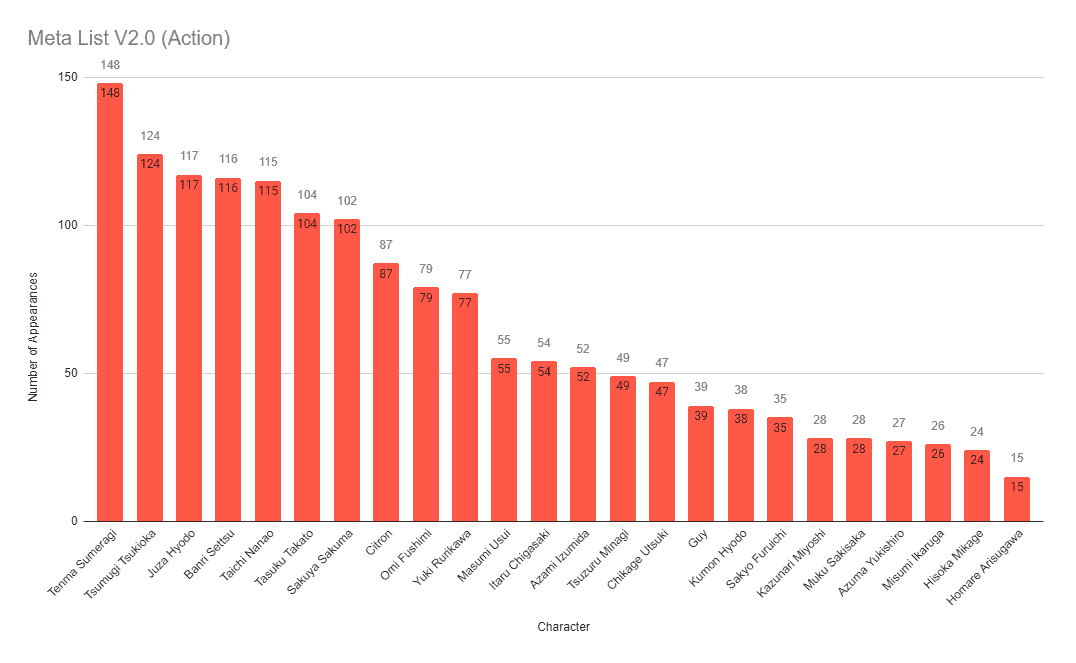 Meta List V2.0 (Action)
Number of Appearances
150
100
50
0
148
148
124
124
117
117
116
116
115
115
104
104
102
102
87
87
79
79
77
77
55
55
54
54
52
52
49
49
47
47
39
39
38
38
35
35
28
28
28
28
27
27
26
26
24
24
15
15
Tenma Sumeragi
Tsumugi Tsukioka
Juza Hyodo
Banri Settsu
Taichi Nanao
Tasuku Takato
Sakuya Sakuma
Citron
Omi Fushimi
Yuki Rurikawa
Masumi Usui
Itaru Chigasaki
Azami Izumida
Tsuzuru Minagi
Chikage Utsuki
Guy
Kumon Hyodo
Sakyo Furuichi
Kazunari Miyoshi
Muku Sakisaka
Azuma Yukishiro
Misumi Ikaruga
Hisoka Mikage
Homare Arisugawa
Character